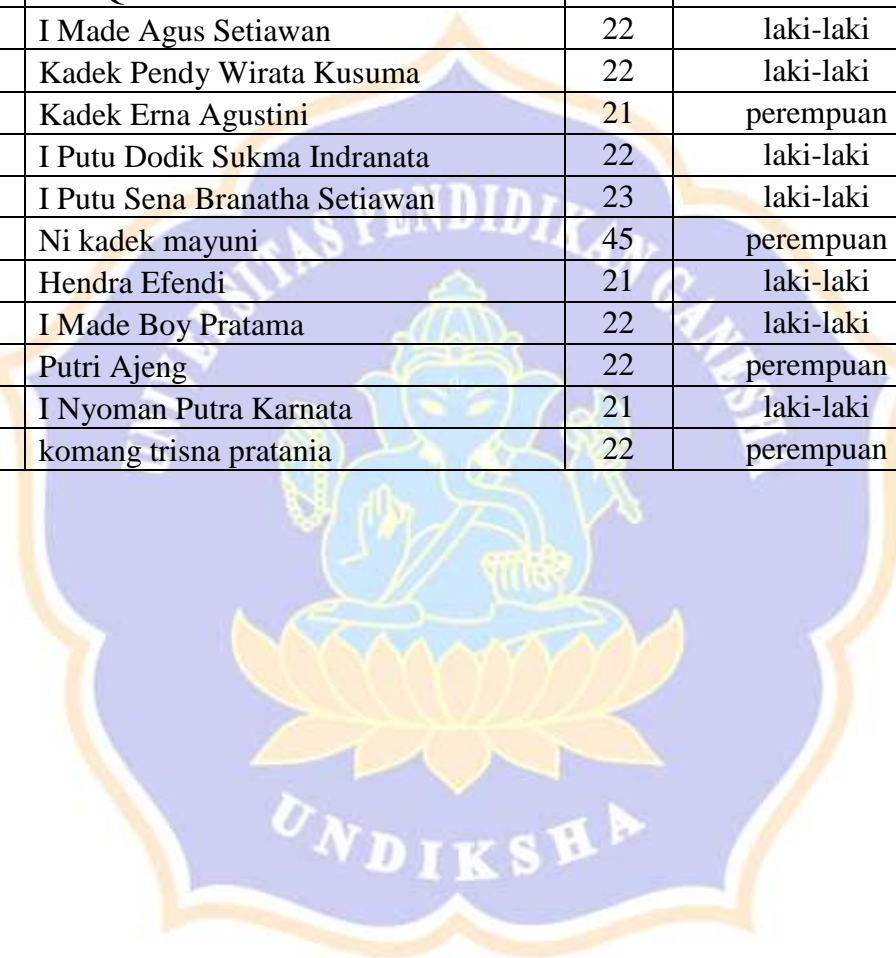 I Made Agus Setiawan 22 laki-laki
Kadek Pendy Wirata Kusuma 22 laki-laki
Kadek Erna Agustini 21 perempuan
I Putu Dodik Sukma Indranata 22 laki-laki
I Putu Sena Branatha Setiawan 23 laki-laki
Ni kadek mayuni 45 perempuan
Hendra Efendi 21 laki-laki
I Made Boy Pratama 22 laki-laki
Putri Ajeng 22 perempuan
I Nyoman Putra Karnata 21 laki-laki
komang trisna pratania 22 perempuan
UNIVERSITAS PENDIDIKAN GANESHA
UNDIKSHA